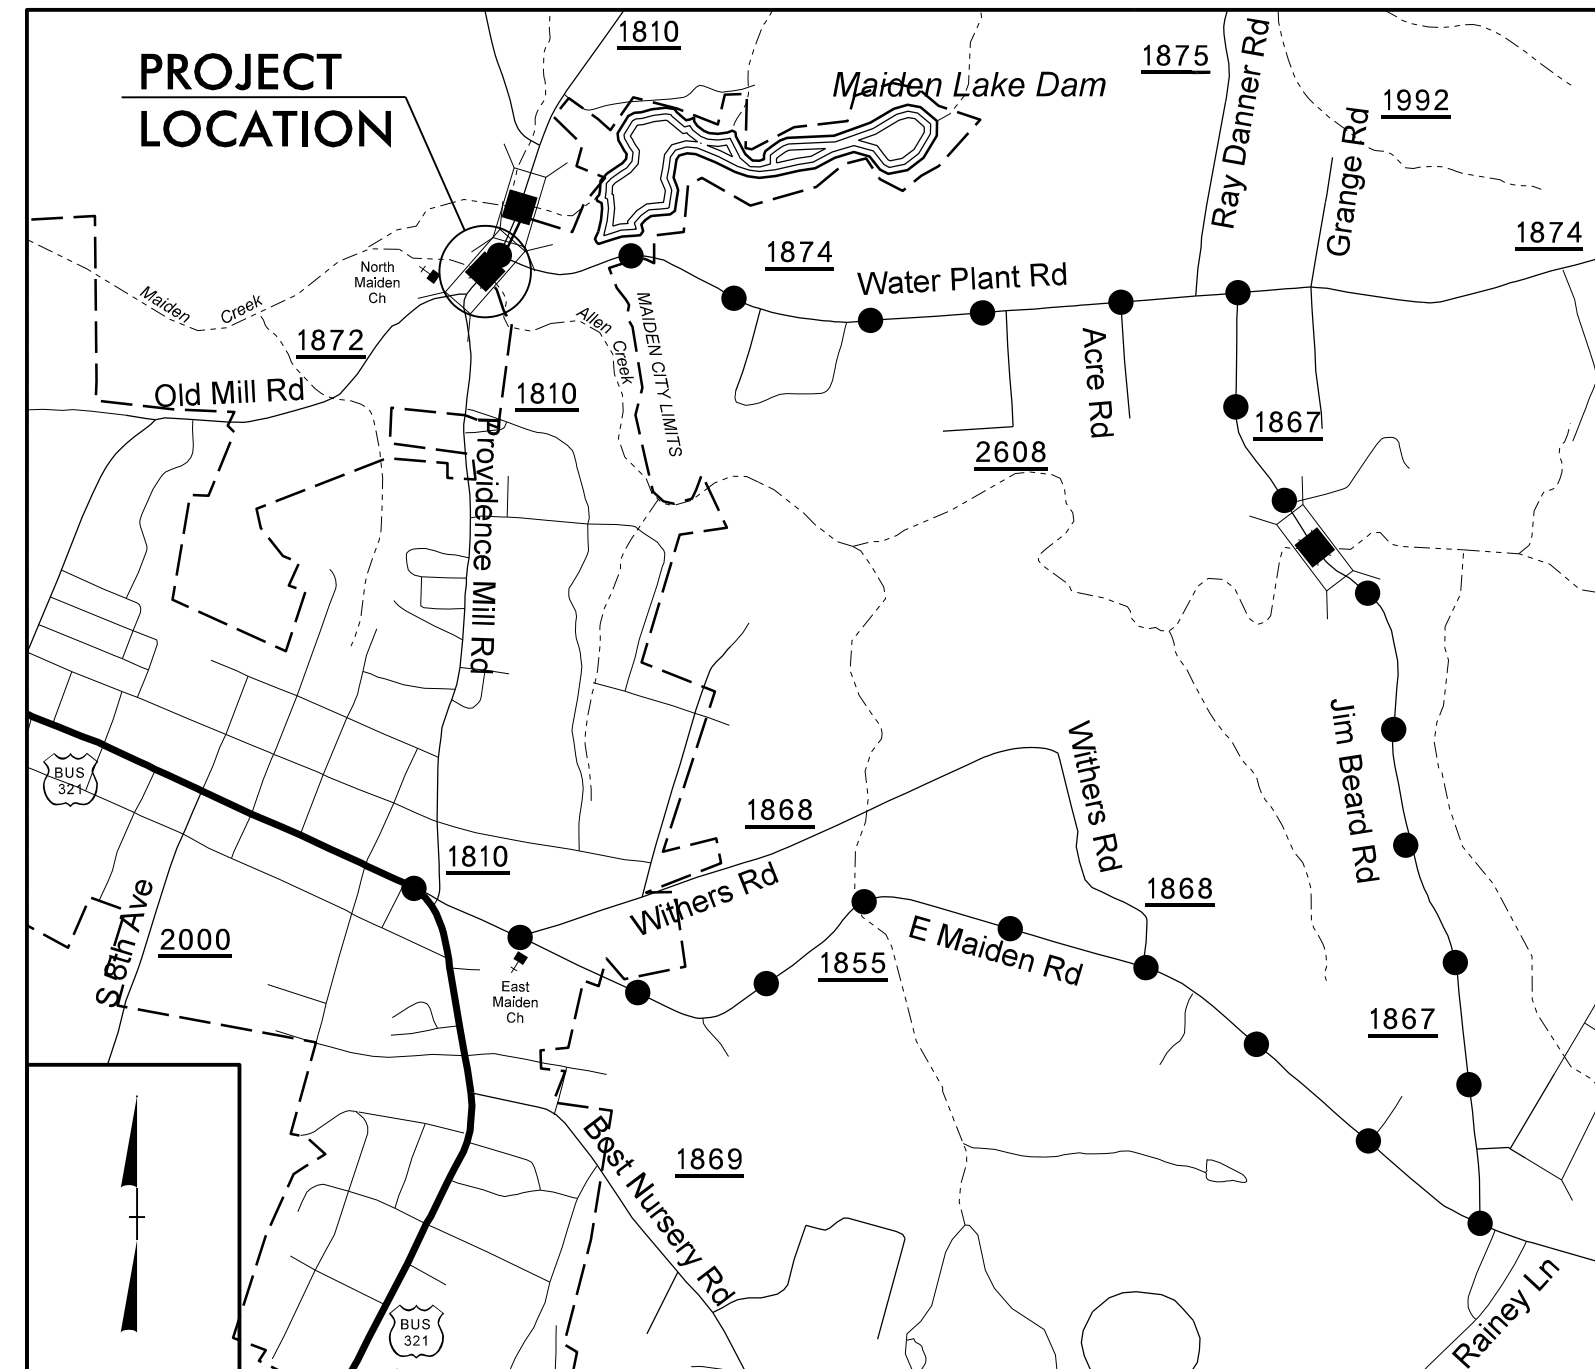 1810
PROJECT
LOCATION
Maiden Lake Dam
1875
Ray Danner Rd
1992
Grange Rd
1874
1874
Water Plant Rd
North
Maiden
Ch
Maiden
Creek
1872
Old Mill Rd
Allen
Creek
MAIDEN CITY LIMITS
1810
Providence Mill Rd
Acre Rd
2608
1867
Jim Beard Rd
BUS
321
Withers Rd
1868
1810
Withers Rd
1868
S 8th Ave
2000
East
Maiden
Ch
1855
E Maiden Rd
1867
Bost Nursery Rd
1869
BUS
321
Rainey Ln